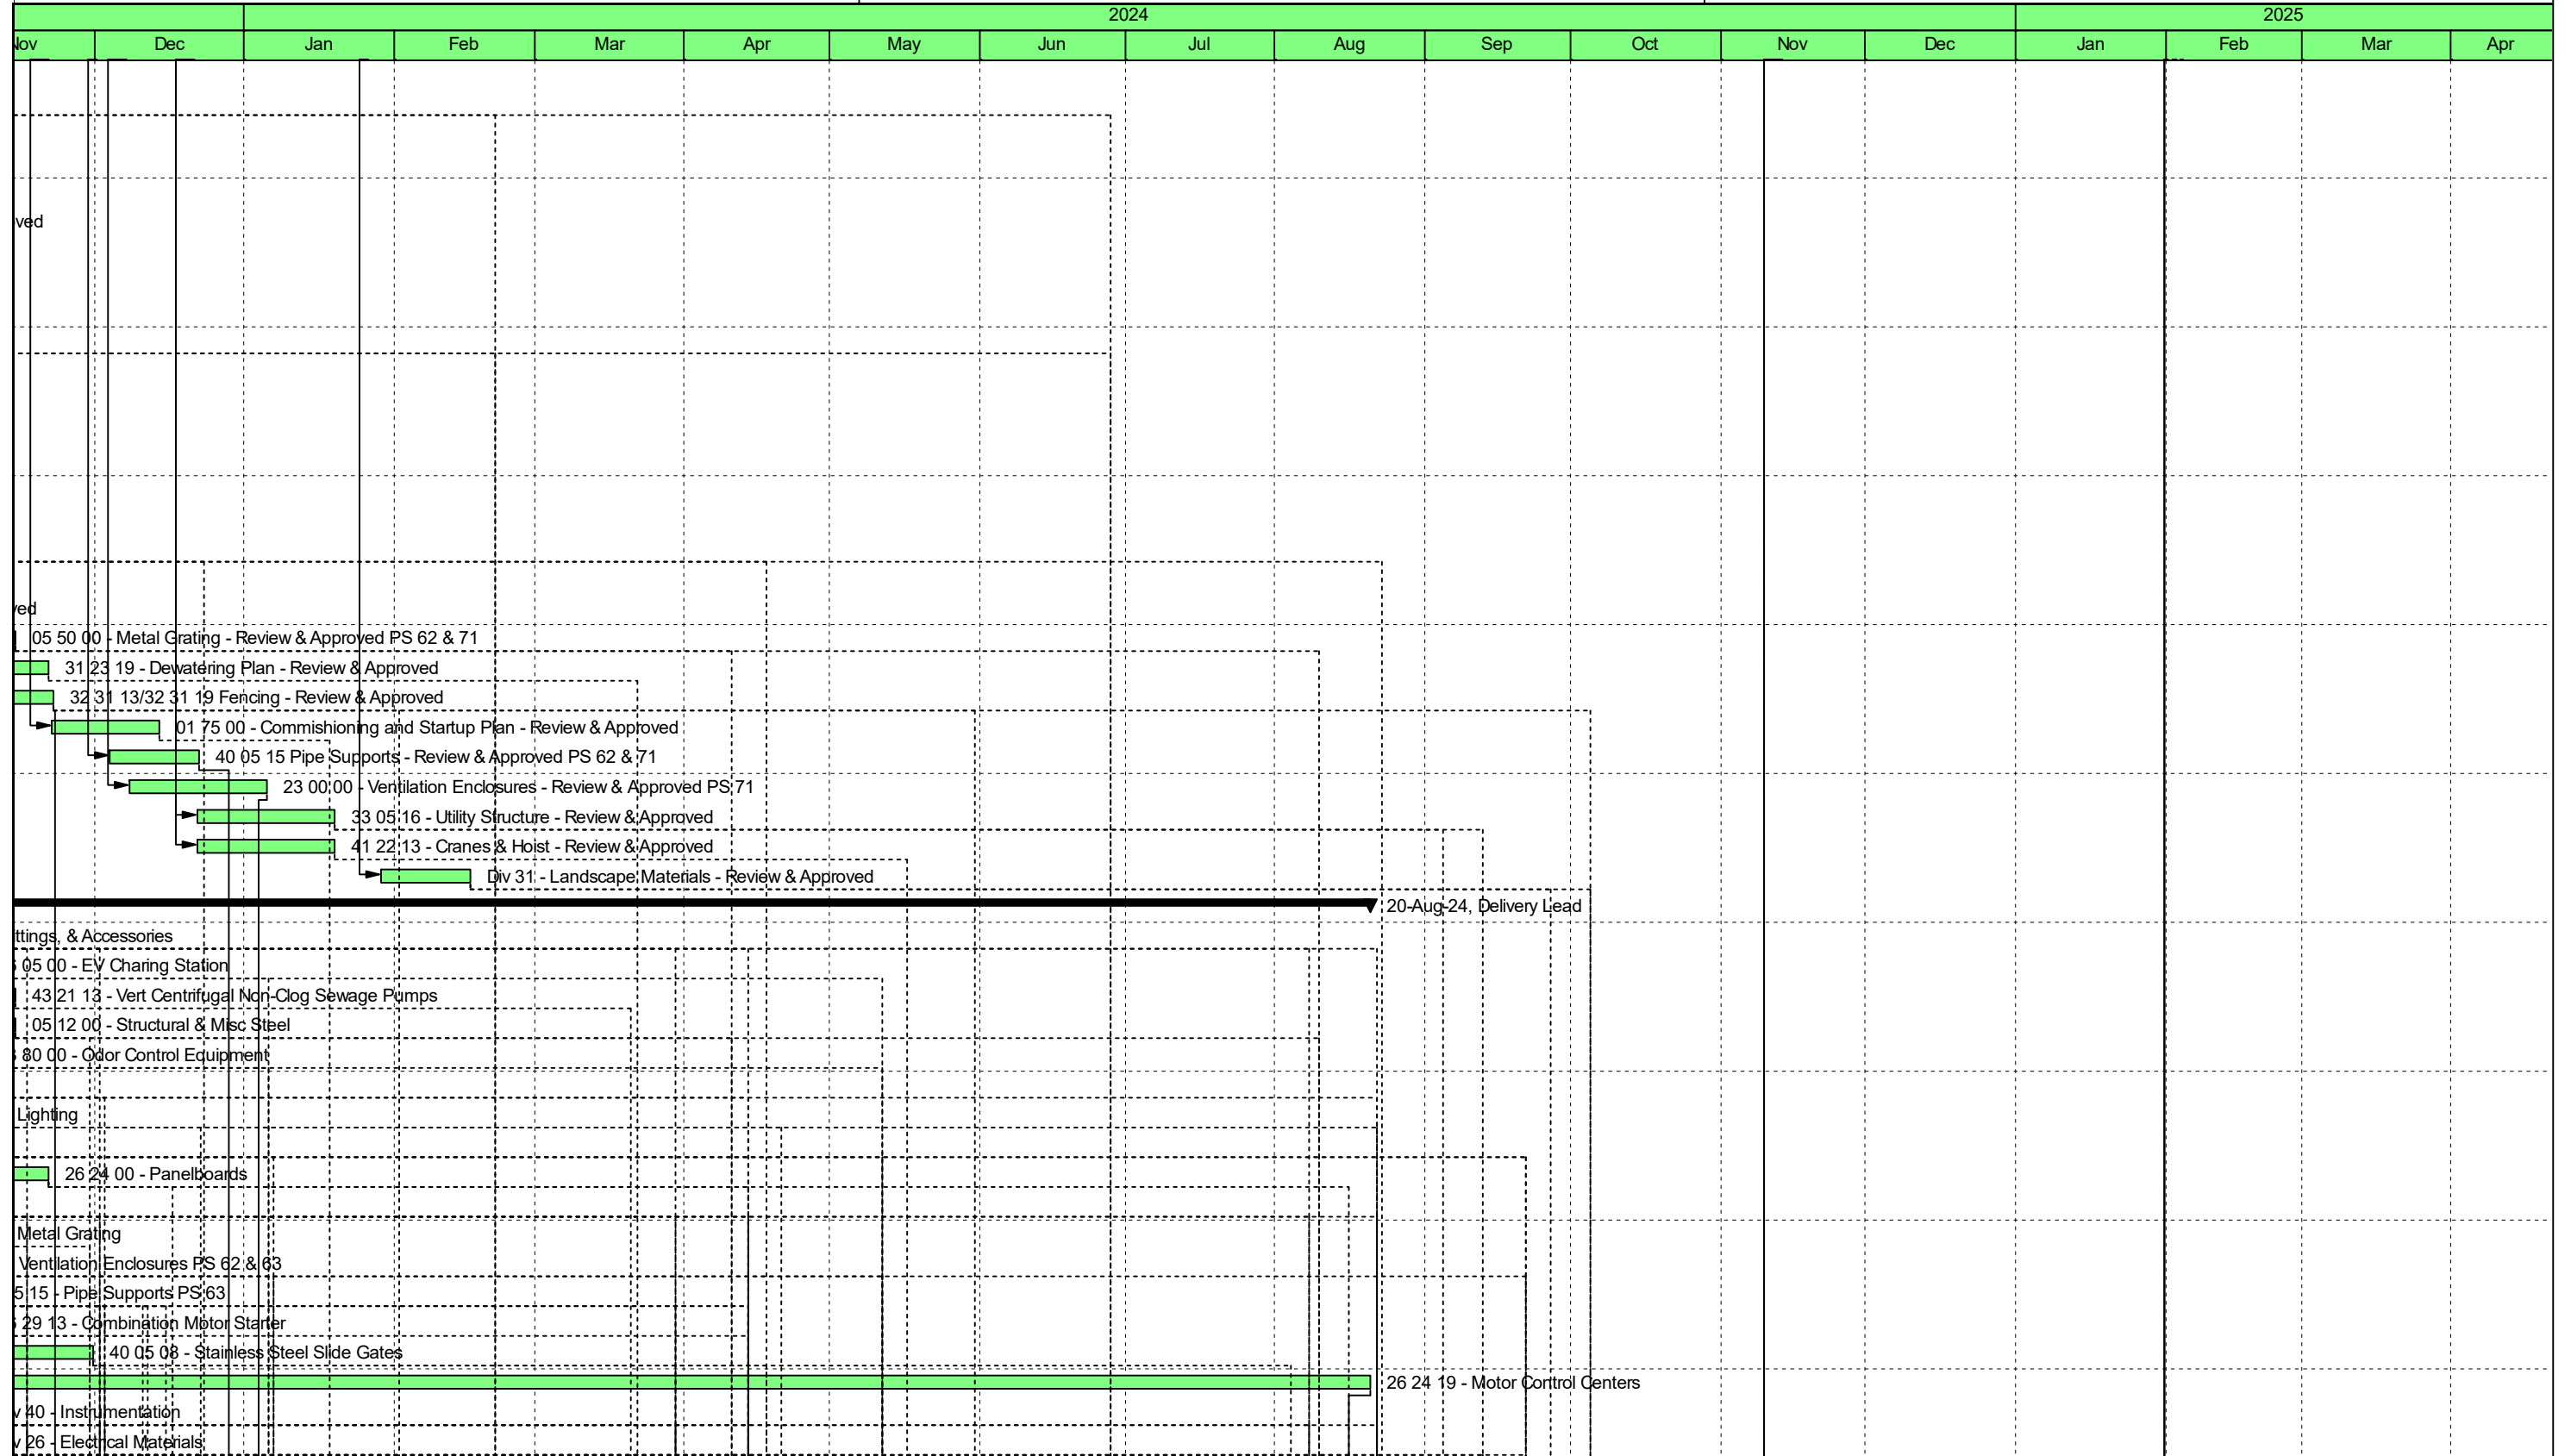 2024 2025
Nov Dec Jan Feb Mar Apr May Jun Jul Aug Sep Oct Nov Dec Jan Feb Mar Apr
ved
ved
05 50 00 - Metal Grating - Review & Approved PS 62 & 71
31 23 19 - Dewatering Plan - Review & Approved
32 31 13/32 31 19 Fencing - Review & Approved
01 75 00 - Commishioning and Startup Plan - Review & Approved
40 05 15 Pipe Supports - Review & Approved PS 62 & 71
23 00 00 - Ventilation Enclosures - Review & Approved PS 71
33 05 16 - Utility Structure - Review & Approved
41 22 13 - Cranes & Hoist - Review & Approved
Div 31 - Landscape Materials - Review & Approved
20-Aug-24, Delivery Lead
ttings, & Accessories
05 00 - EV Charing Station
43 21 13 - Vert Centrifugal Non-Clog Sewage Pumps
05 12 00 - Structural & Misc Steel
80 00 - Odor Control Equipment
Lighting
26 24 00 - Panelboards
Metal Grating
Ventilation Enclosures PS 62 & 63
5 15 - Pipe Supports PS 63
29 13 - Combination Motor Starter
40 05 08 - Stainless Steel Slide Gates
26 24 19 - Motor Control Centers
v 40 - Instrumentation
v 26 - Electrical Materials